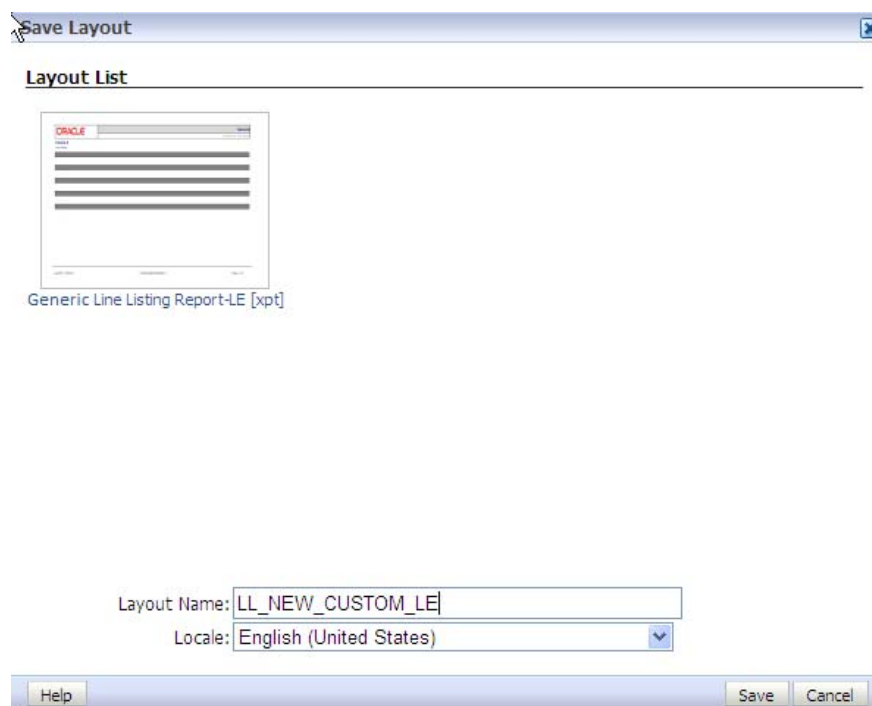 Save Layout
Layout List
ORACLE
Generic Line Listing Report-LE [xpt]
Layout Name: LL_NEW_CUSTOM_LE
Locale: English (United States)
Help Save Cancel